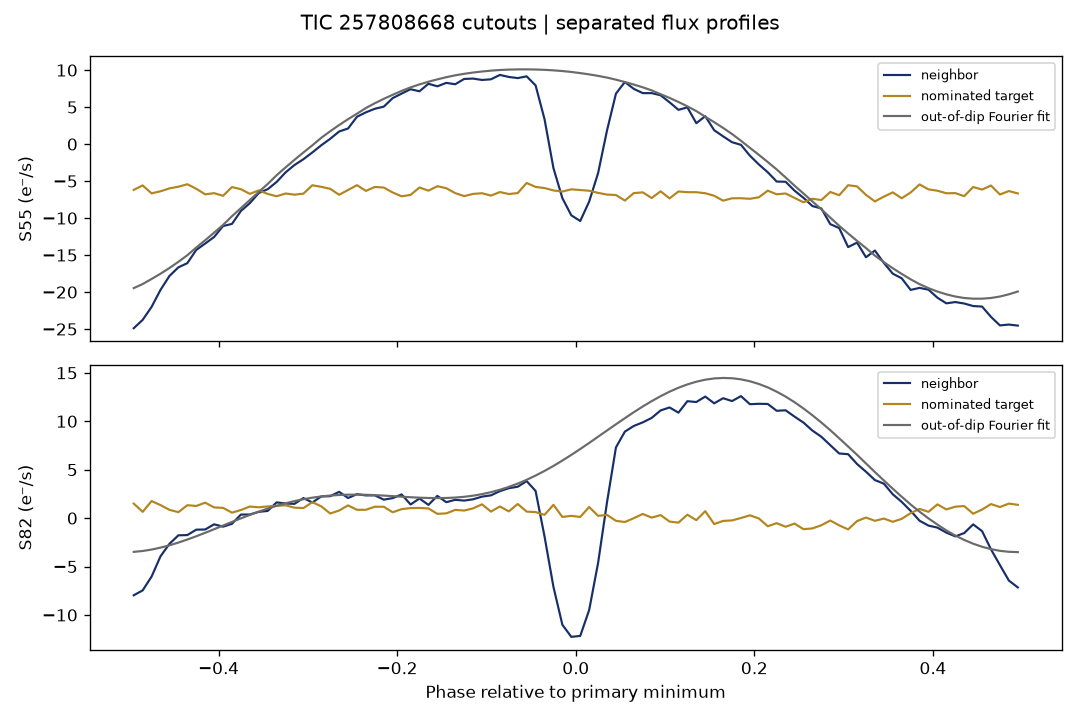 TIC 257808668 cutouts | separated flux profiles
S55 (e⁻/s)
10
5
0
−5
−10
−15
−20
−25
neighbor
nominated target
out-of-dip Fourier fit
S82 (e⁻/s)
15
10
5
0
−5
−10
neighbor
nominated target
out-of-dip Fourier fit
−0.4
−0.2
0.0
0.2
0.4
Phase relative to primary minimum